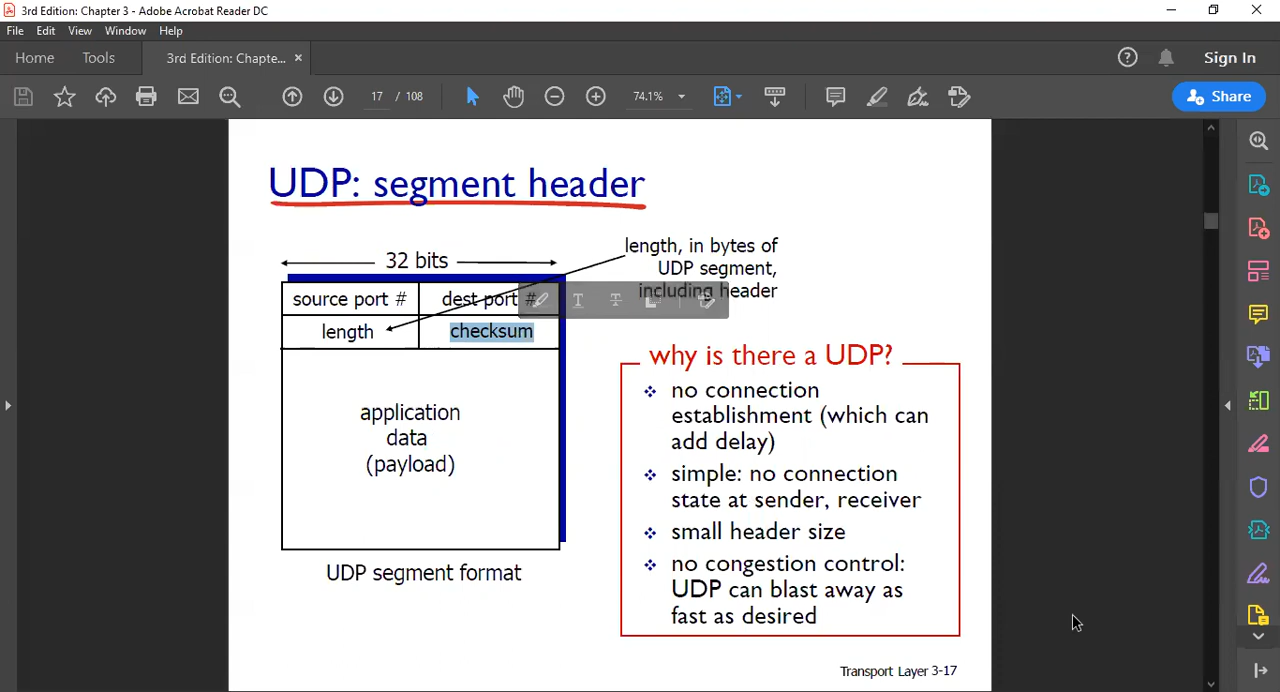 3rd Edition: Chapter 3 - Adobe Acrobat Reader DC
File Edit View Window Help
Home Tools 3rd Edition: Chapte... ×
Sign In
17 / 108
74.1%
Share
UDP: segment header
32 bits
length, in bytes of
UDP segment,
including header
source port # dest port #
length checksum
application
data
(payload)
UDP segment format
why is there a UDP?
❖ no connection
establishment (which can
add delay)
❖ simple: no connection
state at sender, receiver
❖ small header size
❖ no congestion control:
UDP can blast away as
fast as desired
Transport Layer 3-17